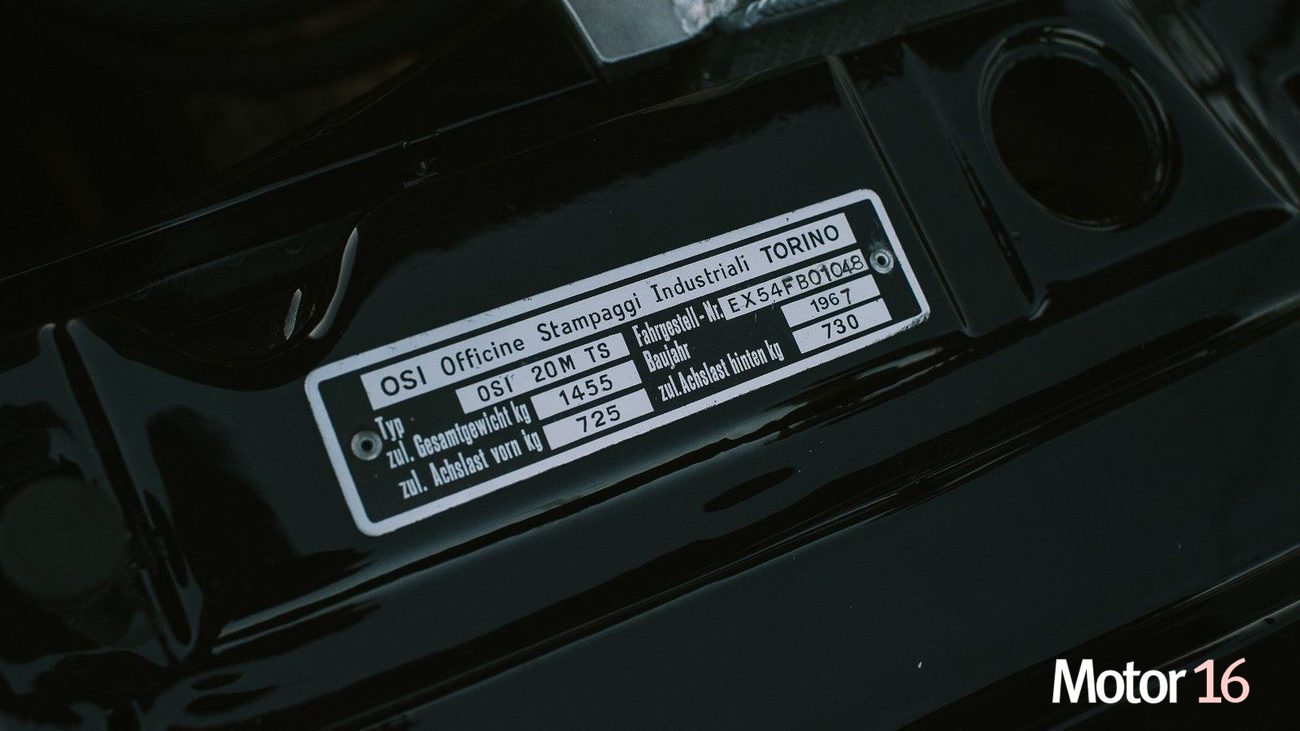 OSI Officine Stampaggi Industriali TORINO
Typ OSI 20M TS Fahrgestell-Nr. EX54FB01048
zul. Gesamtgewicht kg 1455 Baujahr 1967
zul. Achslast vorn kg 725 zul. Achslast hinten kg 730
Motor 16